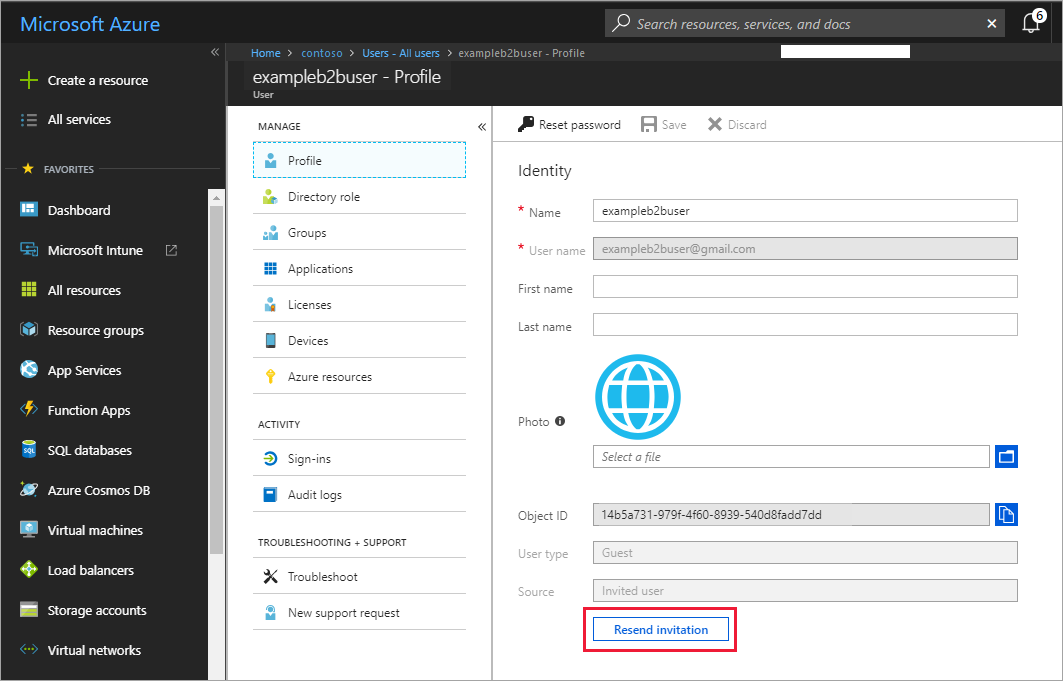 Microsoft Azure
Search resources, services, and docs
6
Home > contoso > Users - All users > exampleb2buser - Profile
exampleb2buser - Profile
User
Create a resource
All services
FAVORITES
Dashboard
Microsoft Intune
All resources
Resource groups
App Services
Function Apps
SQL
SQL databases
Azure Cosmos DB
Virtual machines
Load balancers
Storage accounts
Virtual networks
MANAGE
Profile
Directory role
Groups
Applications
Licenses
Devices
Azure resources
ACTIVITY
Sign-ins
Audit logs
TROUBLESHOOTING + SUPPORT
Troubleshoot
New support request
Reset password Save Discard
Identity
* Name exampleb2buser
* User name exampleb2buser@gmail.com
First name
Last name
Photo
Select a file
Object ID 14b5a731-979f-4f60-8939-540d8fadd7dd
User type Guest
Source Invited user
Resend invitation